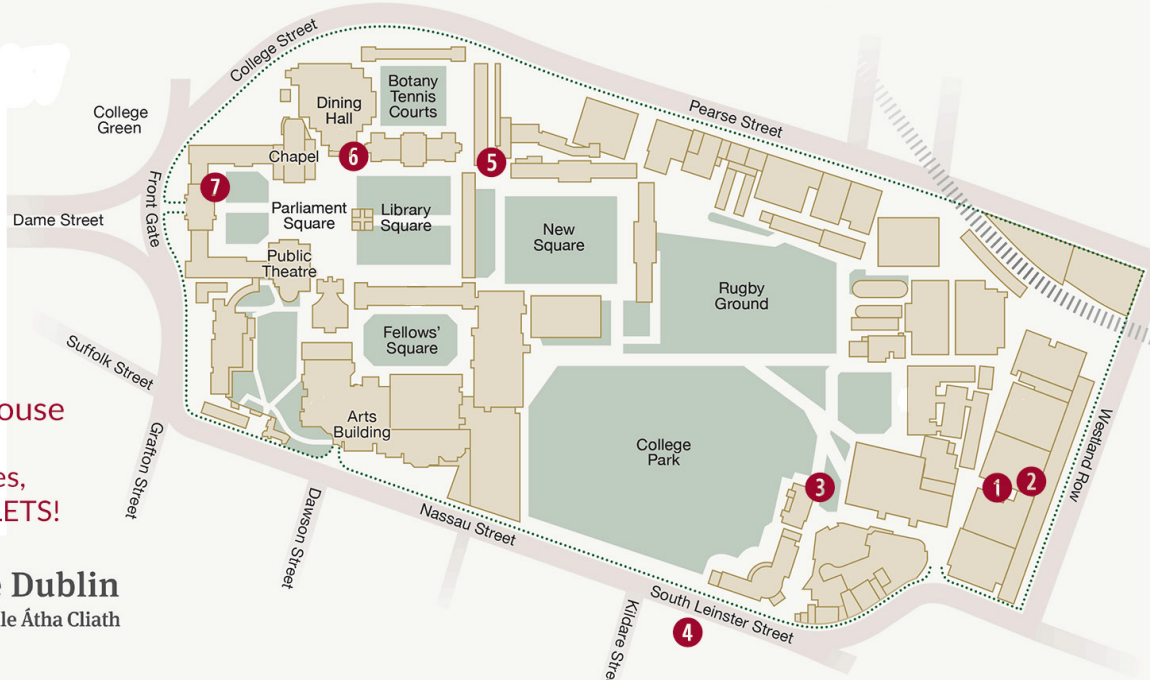 College Street
Botany
Tennis
Courts
Dining
Hall
College
Green
Pearse Street
Chapel
6
5
7
Front Gate
Dame Street
Parliament
Square
Library
Square
New
Square
Public
Theatre
Rugby
Ground
Fellows'
Square
Suffolk Street
ouse
Arts
Building
College
Park
Westland Row
Grafton Street
es,
LETS!
3
1
2
Dawson Street
Nassau Street
e Dublin
le Átha Cliath
South Leinster Street
Kildare Stre
4